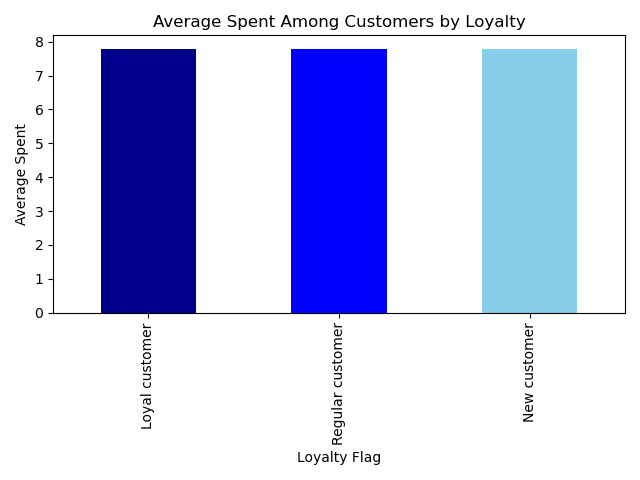 Average Spent Among Customers by Loyalty
8
7
6
5
4
3
2
1
0
Average Spent
Loyal customer
Regular customer
New customer
Loyalty Flag